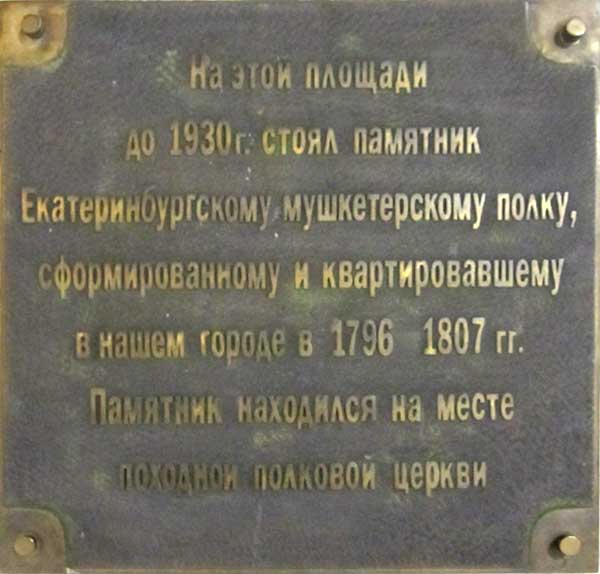 На этой площади
до 1930г. стоял памятник
Екатеринбургскому мушкетерскому полку,
сформированному и квартировавшему
в нашем городе в 1796 1807 гг.
Памятник находился на месте
походной полковой церкви